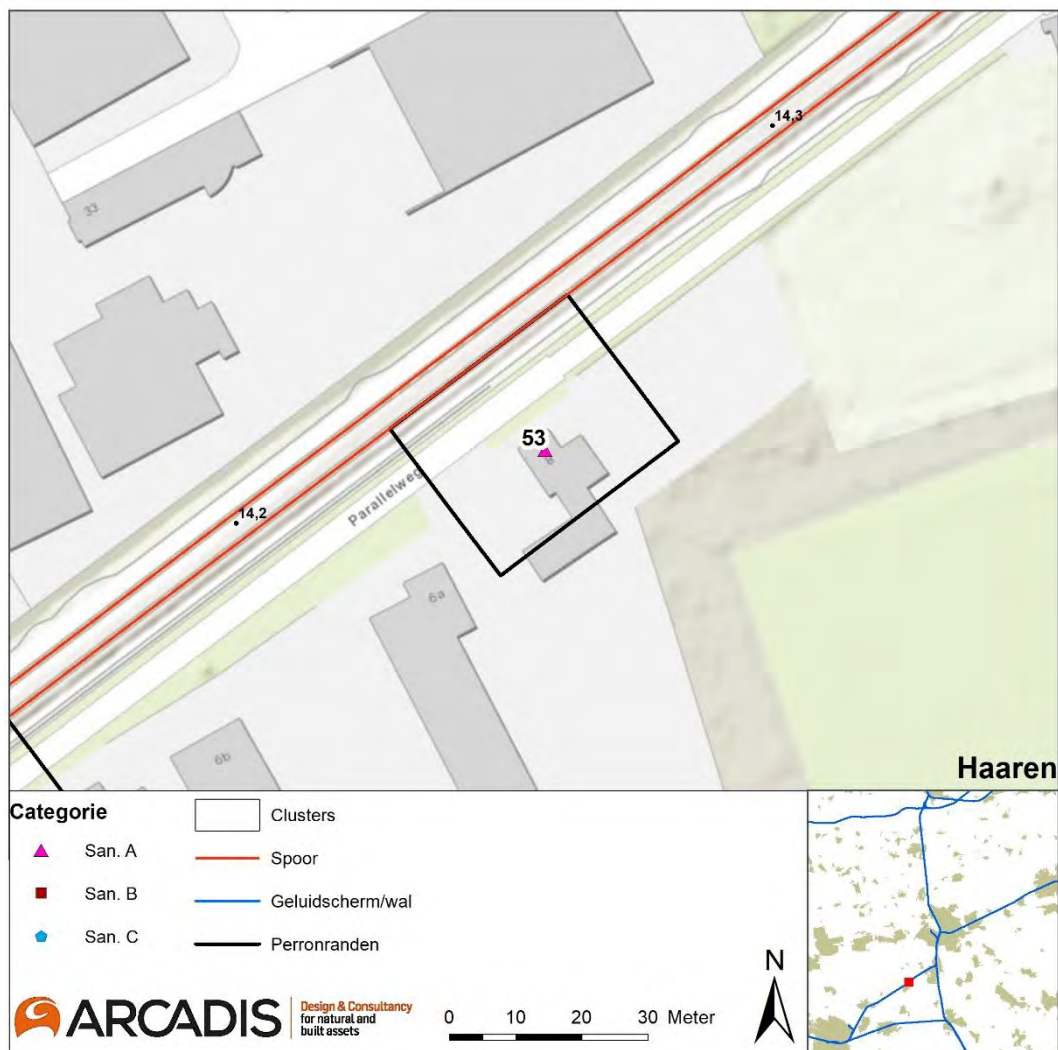 14,3
33
53
Parallelweg
14,2
6a
6b
Haaren
Categorie
San. A
San. B
San. C
Clusters
Spoor
Geluidscherm/wal
Perronranden
N
ARCADIS
Design & Consultancy
for natural and
built assets
0 10 20 30 Meter